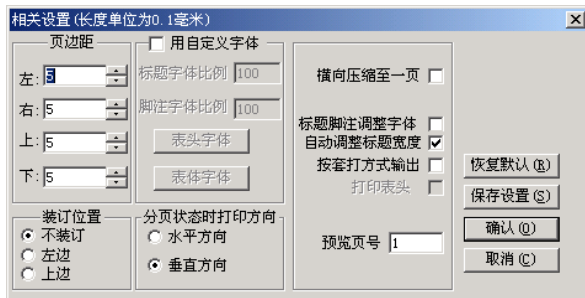 相关设置(长度单位为0.1毫米)
页边距
左: 5
右: 5
上: 5
下: 5
用自定义字体
标题字体比例 100
脚注字体比例 100
表头字体
表体字体
装订位置
不装订
左边
上边
分页状态时打印方向
水平方向
垂直方向
横向压缩至一页
标题脚注调整字体
自动调整标题宽度
按套打方式输出
打印表头
预览页号 1
恢复默认(R)
保存设置(S)
确认(O)
取消(C)